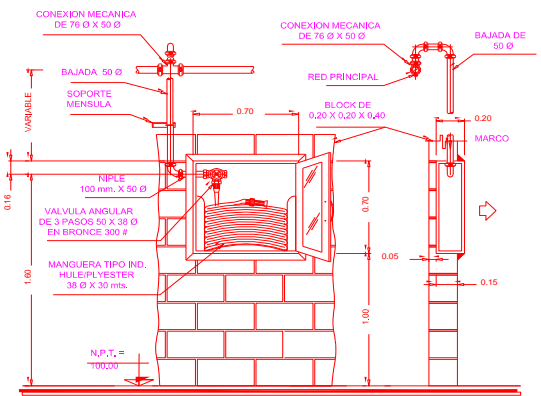 CONEXION MECANICA
DE 76 Ø X 50 Ø
CONEXION MECANICA
DE 76 Ø X 50 Ø
BAJADA DE
50 Ø
BAJADA 50 Ø
RED PRINCIPAL
SOPORTE
MENSULA
VARIABLE
0.70
BLOCK DE
0,20 X 0,20 X 0.40
0.20
MARCO
NIPLE
100 mm. X 50 Ø
0.16
VALVULA ANGULAR
DE 3 PASOS 50 X 38 Ø
EN BRONCE 300 #
0.70
MANGUERA TIPO IND.
HULE/PLYESTER
38 Ø X 30 mts.
0.05
0.15
1.60
1.00
N.P.T. =
100.00